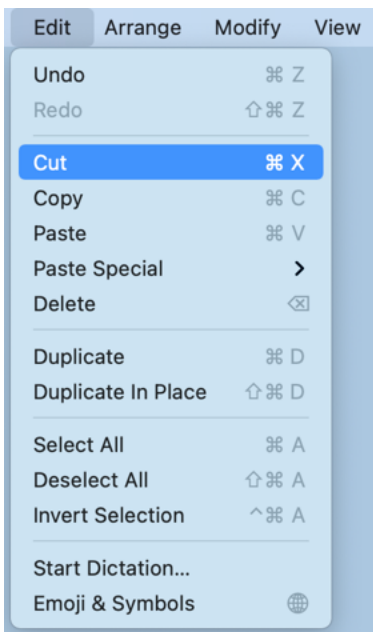 Edit Arrange Modify View
Undo ⌘ Z
Redo ⇧⌘ Z
Cut ⌘ X
Copy ⌘ C
Paste ⌘ V
Paste Special
Delete ⌫
Duplicate ⌘ D
Duplicate In Place ⇧⌘ D
Select All ⌘ A
Deselect All ⇧⌘ A
Invert Selection ^⌘ A
Start Dictation...
Emoji & Symbols